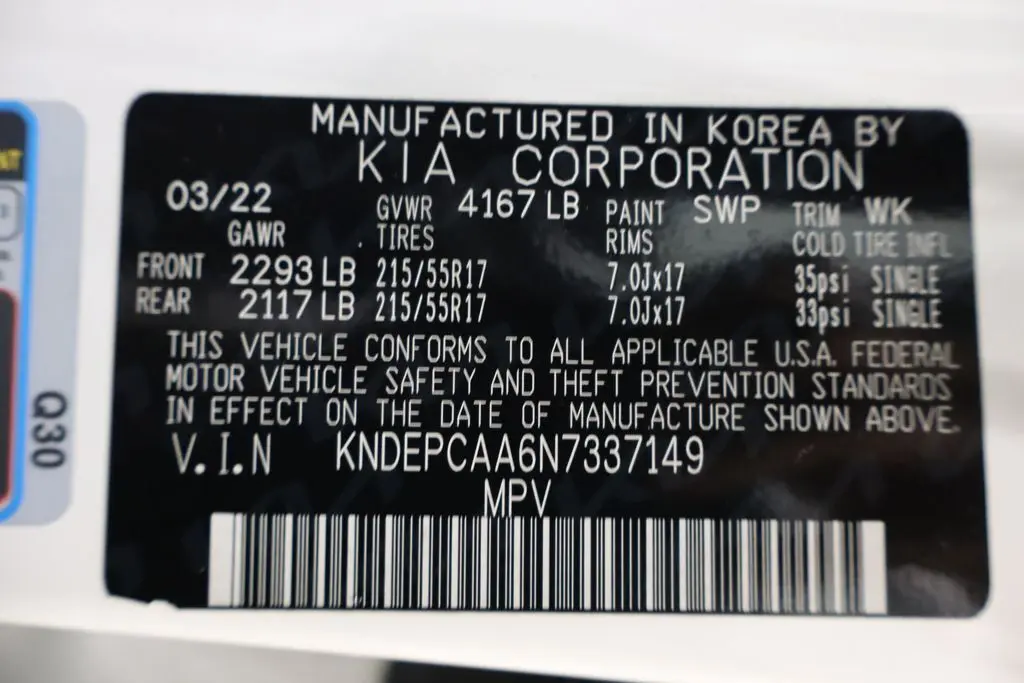 MANUFACTURED IN KOREA BY
KIA CORPORATION
03/22 GVWR 4167 LB PAINT SWP TRIM WK
GAWR . TIRES RIMS COLD TIRE INFL
FRONT 2293 LB 215/55R17 7.0Jx17 35psi SINGLE
REAR 2117 LB 215/55R17 7.0Jx17 33psi SINGLE
THIS VEHICLE CONFORMS TO ALL APPLICABLE U.S.A. FEDERAL
MOTOR VEHICLE SAFETY AND THEFT PREVENTION STANDARDS
IN EFFECT ON THE DATE OF MANUFACTURE SHOWN ABOVE.
V.I.N KNDEPCAA6N7337149
MPV
Q30